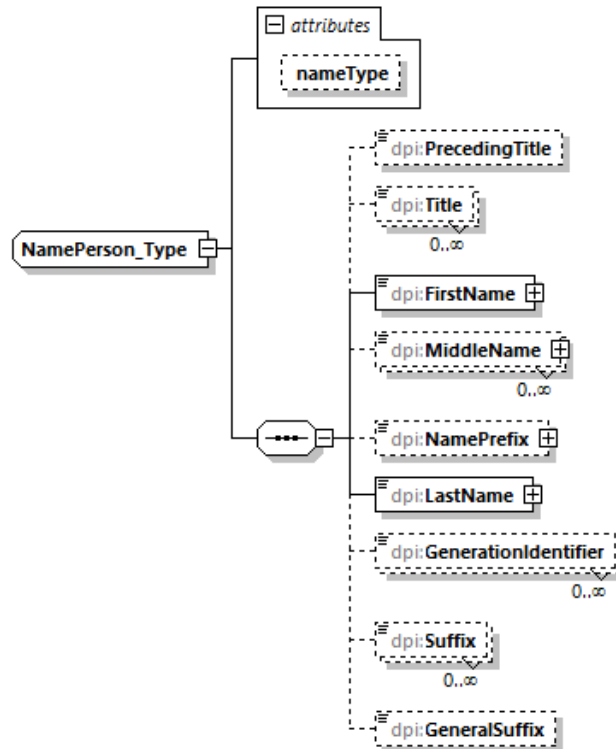 attributes
nameType
dpi:PrecedingTitle
dpi:Title
0..∞
NamePerson_Type
dpi:FirstName
dpi:MiddleName
0..∞
dpi:NamePrefix
dpi:LastName
dpi:GenerationIdentifier
0..∞
dpi:Suffix
0..∞
dpi:GeneralSuffix